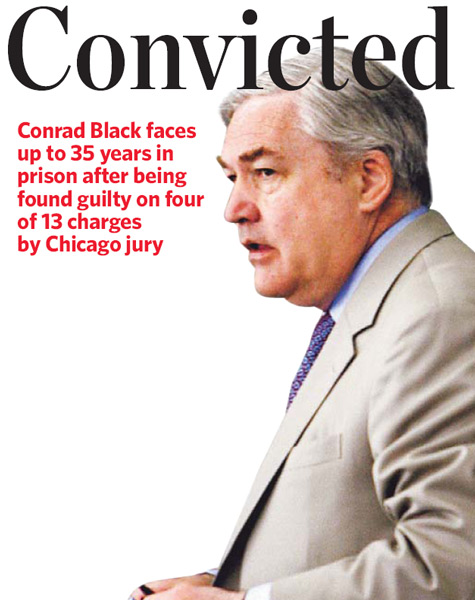 Convicted
Conrad Black faces
up to 35 years in
prison after being
found guilty on four
of 13 charges
by Chicago jury